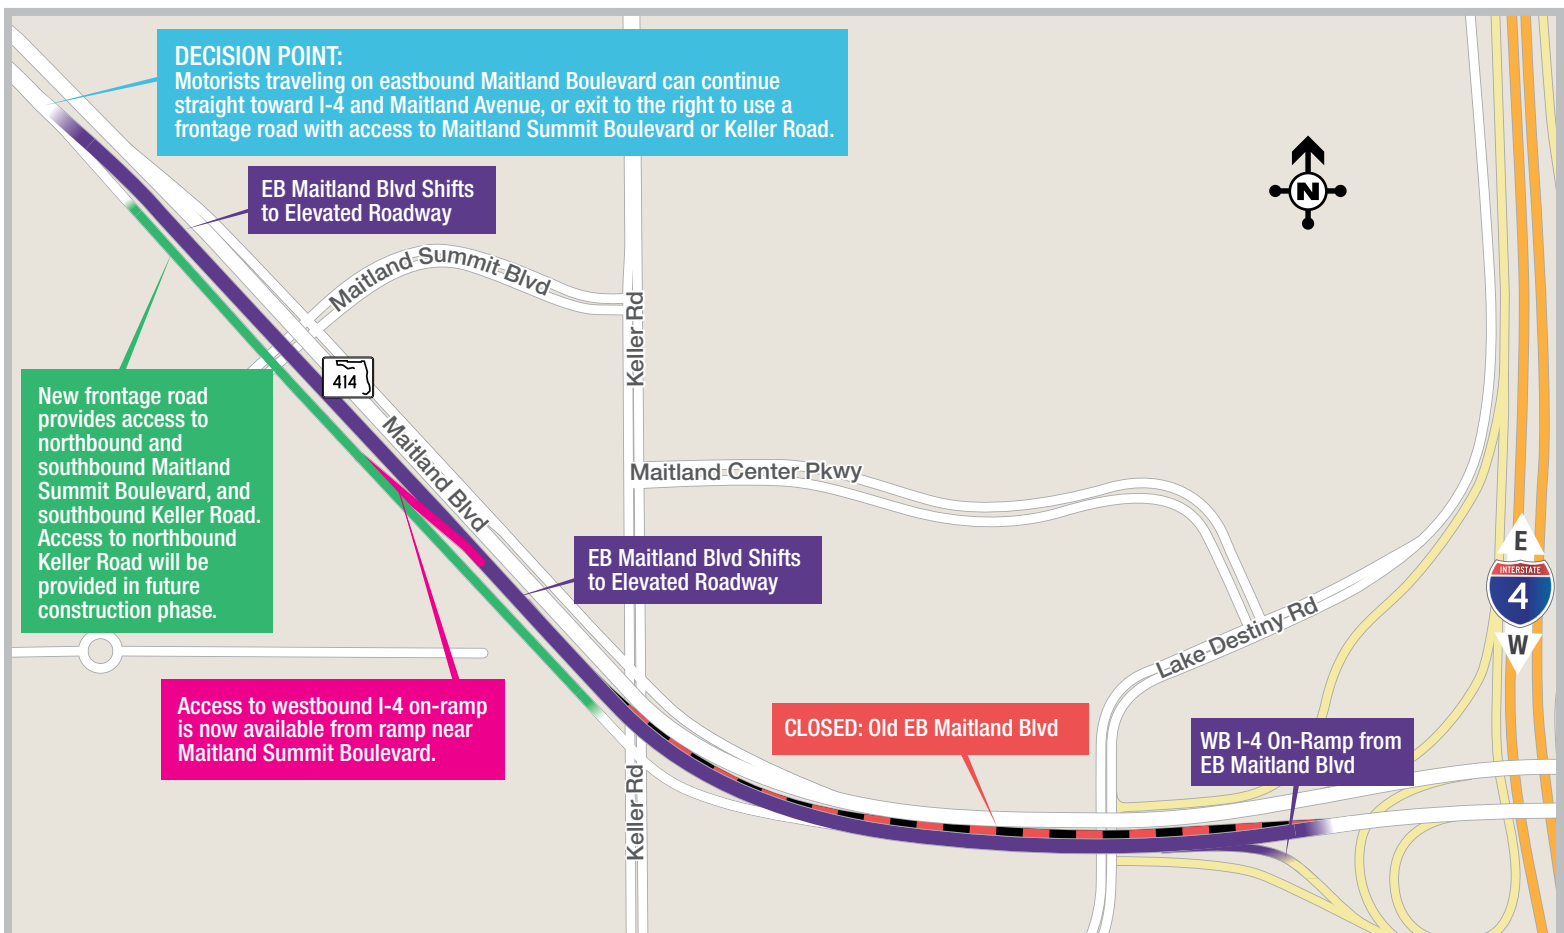 DECISION POINT:
Motorists traveling on eastbound Maitland Boulevard can continue
straight toward I-4 and Maitland Avenue, or exit to the right to use a
frontage road with access to Maitland Summit Boulevard or Keller Road.
EB Maitland Blvd Shifts
to Elevated Roadway
N
Maitland Summit Blvd
Keller Rd
414
New frontage road
provides access to
northbound and
southbound Maitland
Summit Boulevard, and
southbound Keller Road.
Access to northbound
Keller Road will be
provided in future
construction phase.
Maitland Blvd
Maitland Center Pkwy
EB Maitland Blvd Shifts
to Elevated Roadway
E
INTERSTATE
4
W
Lake Destiny Rd
Access to westbound I-4 on-ramp
is now available from ramp near
Maitland Summit Boulevard.
CLOSED: Old EB Maitland Blvd
WB I-4 On-Ramp from
EB Maitland Blvd
Keller Rd